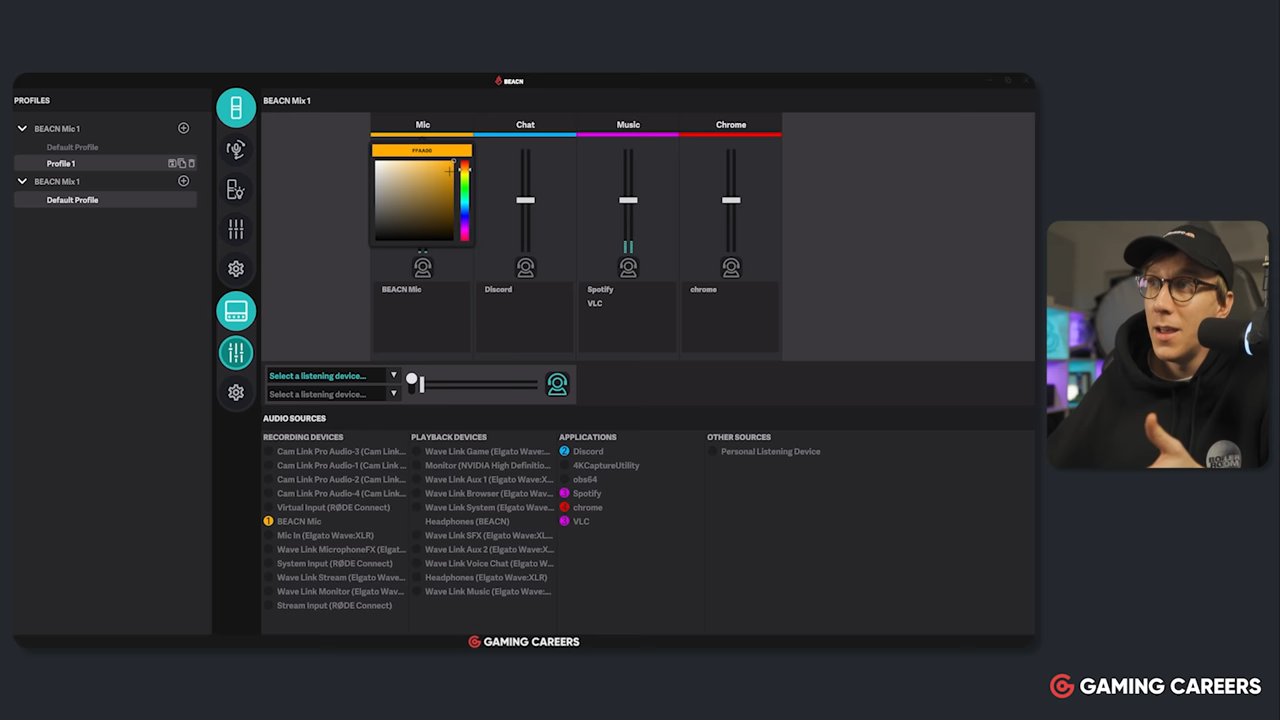 BEACN
PROFILES
BEACN Mic 1
Default Profile
Profile 1
BEACN Mix 1
Default Profile
BEACN Mix 1
Mic
Chat
Music
Chrome
FFAA00
BEACN Mic
Discord
Spotify
VLC
chrome
Select a listening device...
Select a listening device...
AUDIO SOURCES
RECORDING DEVICES
Cam Link Pro Audio-3 (Cam Link...
Cam Link Pro Audio-1 (Cam Link ...
Cam Link Pro Audio-2 (Cam Link...
Cam Link Pro Audio-4 (Cam Link...
Virtual Input (RØDE Connect)
1 BEACN Mic
Mic In (Elgato Wave:XLR)
Wave Link MicrophoneFX (Elgat...
System Input (RØDE Connect)
Wave Link Stream (Elgato Wave...
Wave Link Monitor (Elgato Wave...
Stream Input (RØDE Connect)
PLAYBACK DEVICES
Wave Link Game (Elgato Wave:...
Monitor (NVIDIA High Definitio...
Wave Link Aux 1 (Elgato Wave:X...
Wave Link Browser (Elgato Wav...
Wave Link System (Elgato Wave:...
Headphones (BEACN)
Wave Link SFX (Elgato Wave:XL...
Wave Link Aux 2 (Elgato Wave:X...
Wave Link Voice Chat (Elgato W...
Headphones (Elgato Wave:XLR)
Wave Link Music (Elgato Wave:...
APPLICATIONS
2 Discord
4KCaptureUtility
obs64
3 Spotify
4 chrome
3 VLC
OTHER SOURCES
Personal Listening Device
GAMING CAREERS
GAMING CAREERS